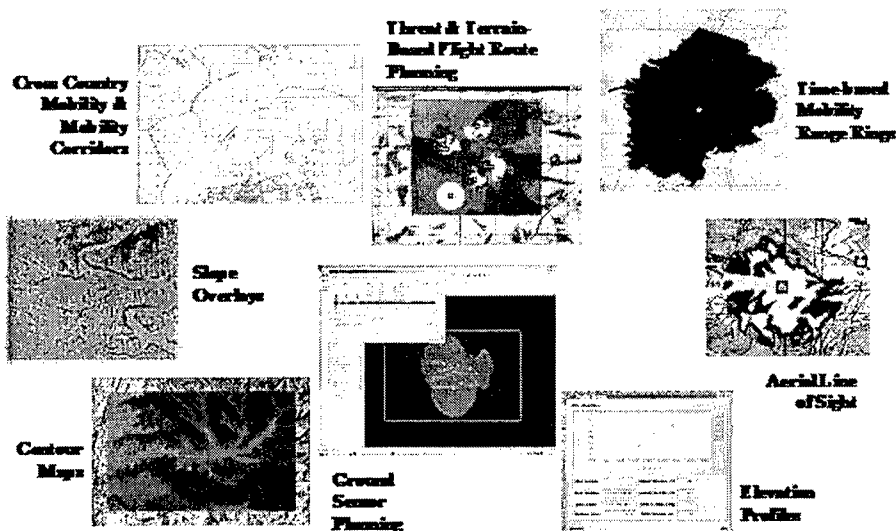 Threat & Terrain-
Based Flight Route
Planning
Cross Country
Mobility &
Mobility
Corridors
Time-based
Mobility
Range Rings
Slope
Overlays
Aerial Line
of Sight
Contour
Maps
Ground
Sensor
Planning
Elevation
Profiles